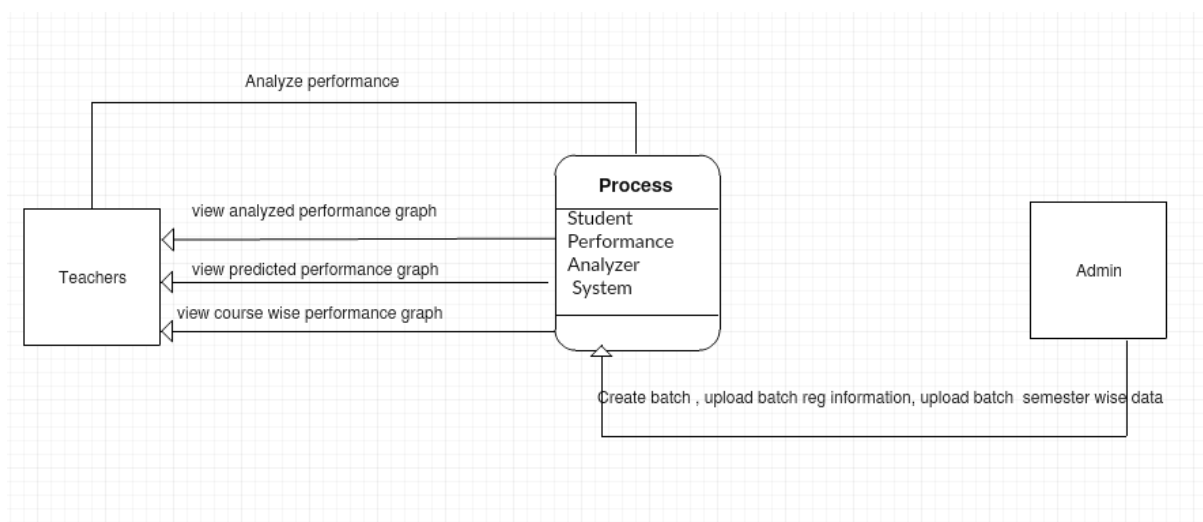 Analyze performance
Process
view analyzed performance graph
Student
Performance
Analyzer
System
view predicted performance graph
Teachers
view course wise performance graph
Admin
Create batch , upload batch reg information, upload batch semester wise data